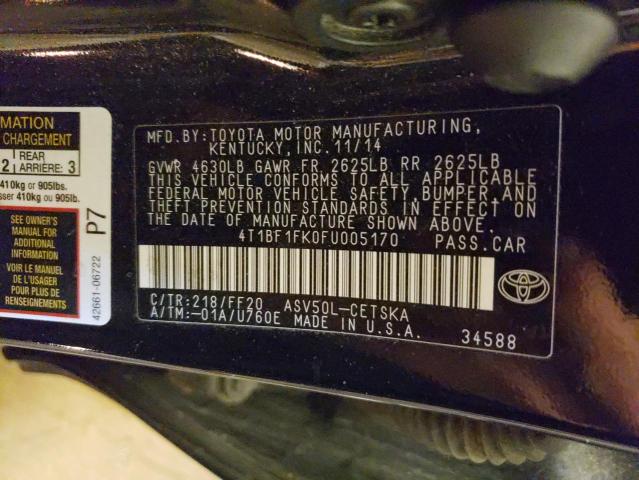 MATION
CHARGEMENT
2 REAR
ARRIÈRE: 3
410kg or 905lbs.
sser 410kg ou 905lb.
SEE OWNER'S
MANUAL FOR
ADDITIONAL
INFORMATION
VOIR LE MANUEL
DE L'USAGER
POUR PLUS DE
P7
42661-06722
MFD.BY:TOYOTA MOTOR MANUFACTURING,
KENTUCKY, INC.11/14
GVWR 4630LB GAWR FR 2625LB RR 2625LB
THIS VEHICLE CONFORMS TO ALL APPLICABLE
FEDERAL MOTOR VEHICLE SAFETY,BUMPER,AND
THEFT PREVENTION STANDARDS IN EFFECT ON
THE DATE OF MANUFACTURE SHOWN ABOVE.
4T1BF1FK0FU005170 PASS.CAR
C/TR:218/FF20 ASV50L-CETSKA
A/TM:-01A/U760E MADE IN U.S.A.
34588